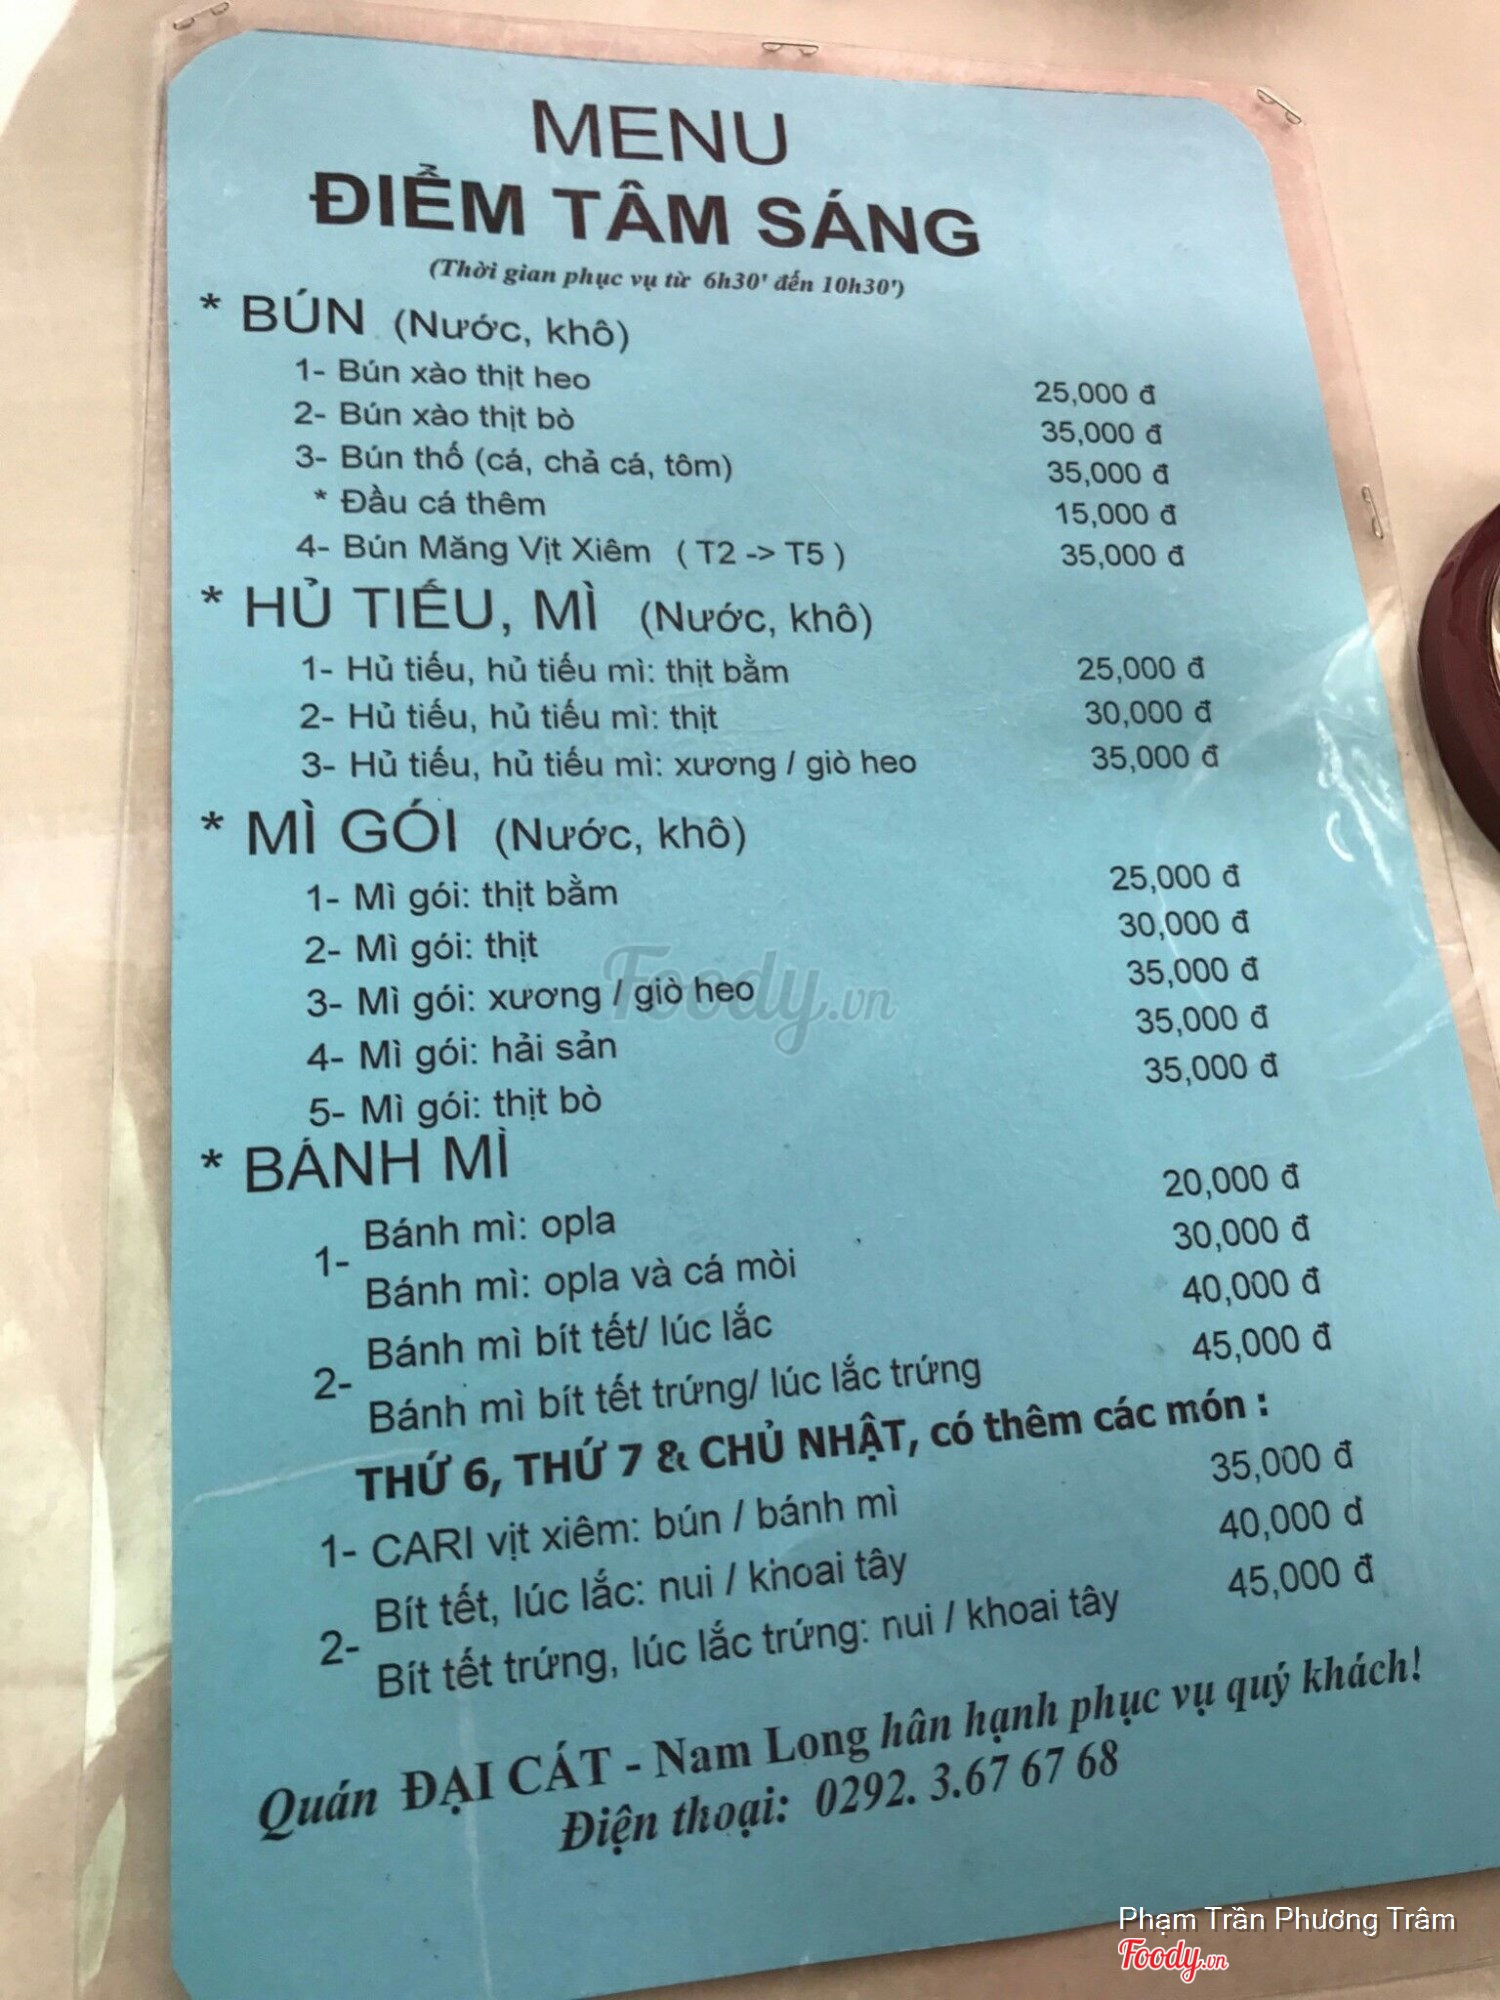 MENU
ĐIỂM TÂM SÁNG
(Thời gian phục vụ từ 6h30' đến 10h30')
* BÚN (Nước, khô)
1- Bún xào thịt heo 25,000 đ
2- Bún xào thịt bò 35,000 đ
3- Bún thố (cá, chả cá, tôm) 35,000 đ
* Đầu cá thêm 15,000 đ
4- Bún Măng Vịt Xiêm ( T2 -> T5 ) 35,000 đ
* HỦ TIẾU, MÌ (Nước, khô)
1- Hủ tiếu, hủ tiếu mì: thịt bằm 25,000 đ
2- Hủ tiếu, hủ tiếu mì: thịt 30,000 đ
3- Hủ tiếu, hủ tiếu mì: xương / giò heo 35,000 đ
* MÌ GÓI (Nước, khô)
1- Mì gói: thịt bằm 25,000 đ
2- Mì gói: thịt 30,000 đ
3- Mì gói: xương / giò heo 35,000 đ
4- Mì gói: hải sản 35,000 đ
5- Mì gói: thịt bò 35,000 đ
* BÁNH MÌ
1- Bánh mì: opla 20,000 đ
Bánh mì: opla và cá mòi 30,000 đ
2- Bánh mì bít tết/ lúc lắc 40,000 đ
Bánh mì bít tết trứng/ lúc lắc trứng 45,000 đ
THỨ 6, THỨ 7 & CHỦ NHẬT, có thêm các món :
1- CARI vịt xiêm: bún / bánh mì 35,000 đ
2- Bít tết, lúc lắc: nui / khoai tây 40,000 đ
Bít tết trứng, lúc lắc trứng: nui / khoai tây 45,000 đ
Quán ĐẠI CÁT - Nam Long hân hạnh phục vụ quý khách!
Điện thoại: 0292. 3.67 67 68
Foody.vn
Phạm Trần Phương Trâm
Foody.vn